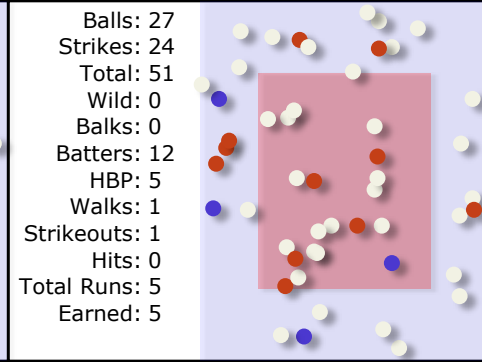 Balls: 27
Strikes: 24
Total: 51
Wild: 0
Balks: 0
Batters: 12
HBP: 5
Walks: 1
Strikeouts: 1
Hits: 0
Total Runs: 5
Earned: 5